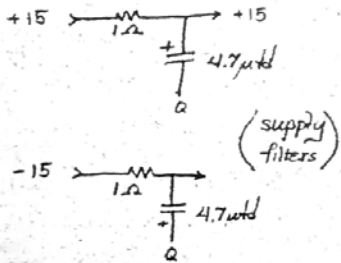 +15 1Ω +15
+ 4.7μfd
Q
(supply
filters)
-15 1Ω
4.7μfd
+
Q